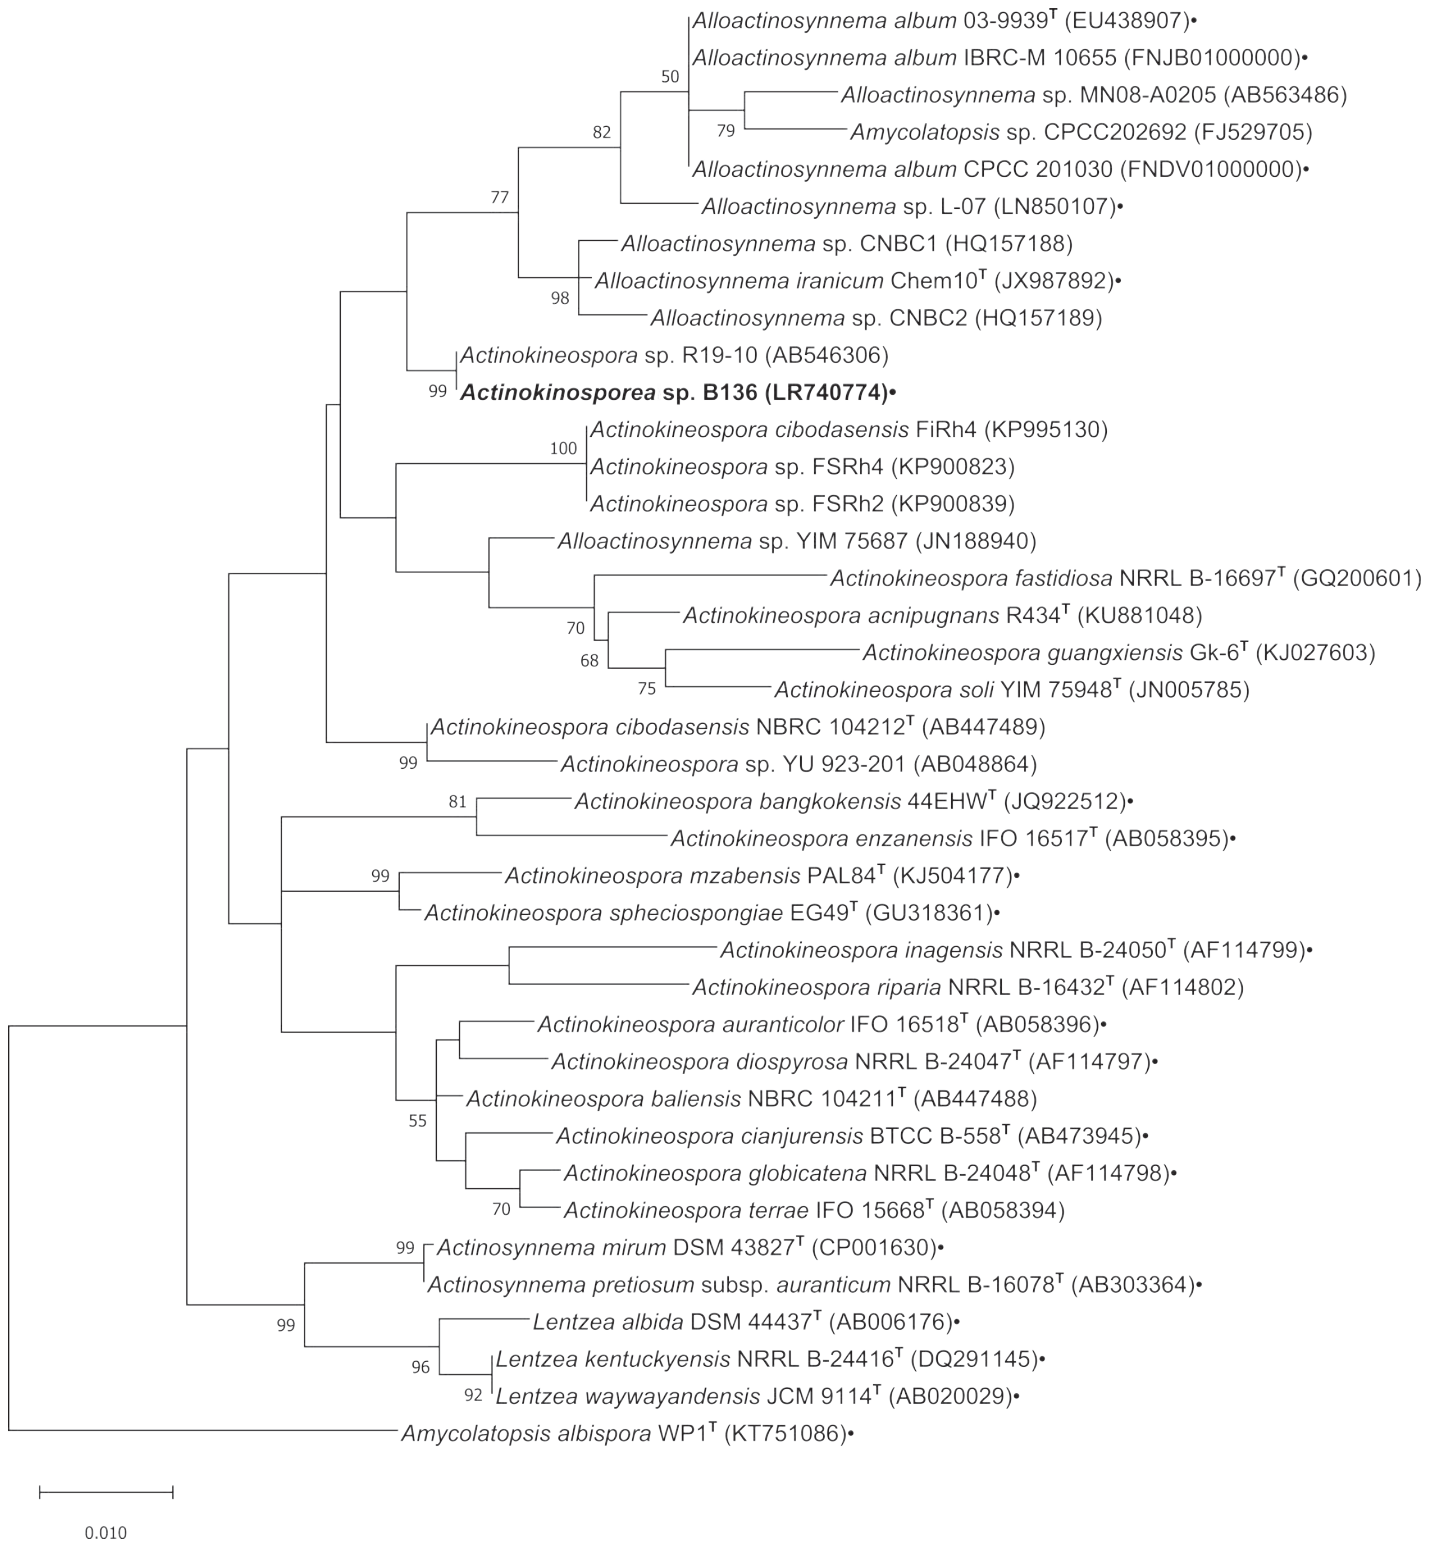 Alloactinosynnema album 03-9939ᵀ (EU438907)•
Alloactinosynnema album IBRC-M 10655 (FNJB01000000)•
50
Alloactinosynnema sp. MN08-A0205 (AB563486)
82
79
Amycolatopsis sp. CPCC202692 (FJ529705)
Alloactinosynnema album CPCC 201030 (FNDV01000000)•
77
Alloactinosynnema sp. L-07 (LN850107)•
Alloactinosynnema sp. CNBC1 (HQ157188)
Alloactinosynnema iranicum Chem10ᵀ (JX987892)•
98
Alloactinosynnema sp. CNBC2 (HQ157189)
Actinokineospora sp. R19-10 (AB546306)
99
Actinokinosporea sp. B136 (LR740774)•
Actinokineospora cibodasensis FiRh4 (KP995130)
100
Actinokineospora sp. FSRh4 (KP900823)
Actinokineospora sp. FSRh2 (KP900839)
Alloactinosynnema sp. YIM 75687 (JN188940)
Actinokineospora fastidiosa NRRL B-16697ᵀ (GQ200601)
70
Actinokineospora acnipugnans R434ᵀ (KU881048)
68
Actinokineospora guangxiensis Gk-6ᵀ (KJ027603)
75
Actinokineospora soli YIM 75948ᵀ (JN005785)
Actinokineospora cibodasensis NBRC 104212ᵀ (AB447489)
99
Actinokineospora sp. YU 923-201 (AB048864)
81
Actinokineospora bangkokensis 44EHWᵀ (JQ922512)•
Actinokineospora enzanensis IFO 16517ᵀ (AB058395)•
99
Actinokineospora mzabensis PAL84ᵀ (KJ504177)•
Actinokineospora spheciospongiae EG49ᵀ (GU318361)•
Actinokineospora inagensis NRRL B-24050ᵀ (AF114799)•
Actinokineospora riparia NRRL B-16432ᵀ (AF114802)
Actinokineospora auranticolor IFO 16518ᵀ (AB058396)•
Actinokineospora diospyrosa NRRL B-24047ᵀ (AF114797)•
Actinokineospora baliensis NBRC 104211ᵀ (AB447488)
55
Actinokineospora cianjurensis BTCC B-558ᵀ (AB473945)•
Actinokineospora globicatena NRRL B-24048ᵀ (AF114798)•
70
Actinokineospora terrae IFO 15668ᵀ (AB058394)
99
Actinosynnema mirum DSM 43827ᵀ (CP001630)•
Actinosynnema pretiosum subsp. auranticum NRRL B-16078ᵀ (AB303364)•
99
Lentzea albida DSM 44437ᵀ (AB006176)•
96
Lentzea kentuckyensis NRRL B-24416ᵀ (DQ291145)•
92
Lentzea waywayandensis JCM 9114ᵀ (AB020029)•
Amycolatopsis albispora WP1ᵀ (KT751086)•
0.010